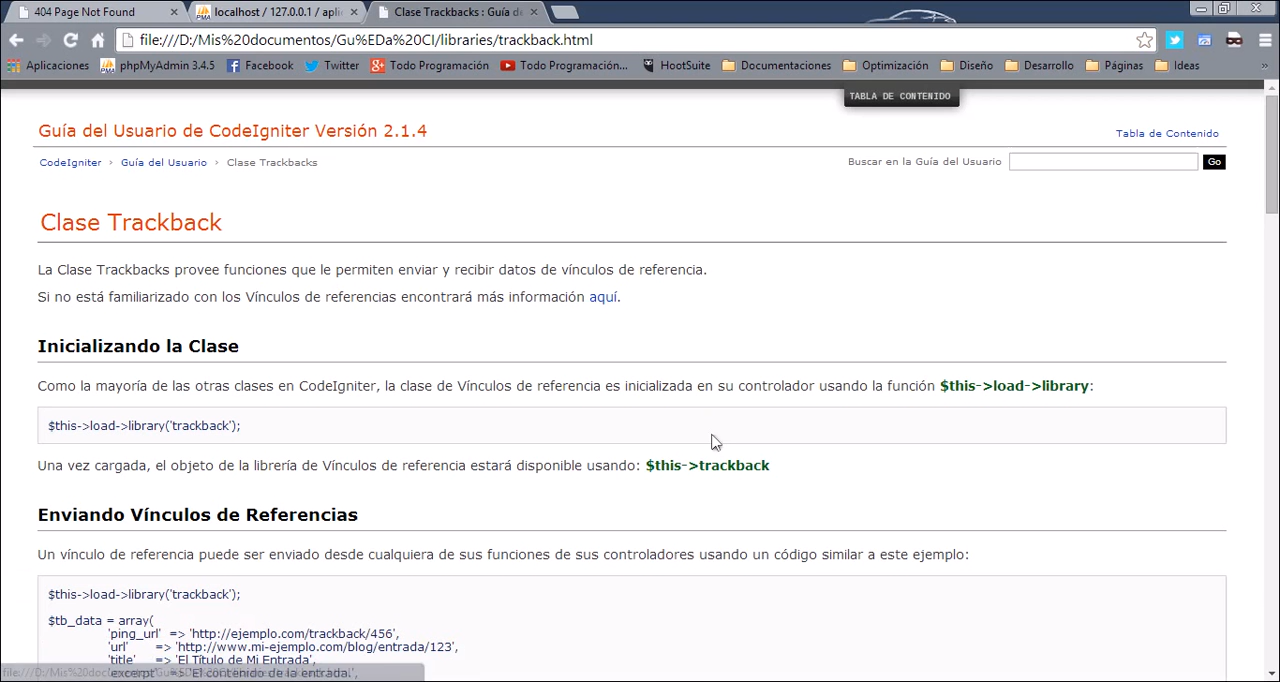 404 Page Not Found
localhost / 127.0.0.1 / aplic
Clase Trackbacks : Guía de
file:///D:/Mis%20documentos/Gu%EDa%20CI/libraries/trackback.html
Aplicaciones phpMyAdmin 3.4.5 Facebook Twitter Todo Programación Todo Programación... HootSuite Documentaciones Optimización Diseño Desarrollo Páginas Ideas »
TABLA DE CONTENIDO
Guía del Usuario de CodeIgniter Versión 2.1.4
Tabla de Contenido
CodeIgniter › Guía del Usuario › Clase Trackbacks
Buscar en la Guía del Usuario Go
Clase Trackback
La Clase Trackbacks provee funciones que le permiten enviar y recibir datos de vínculos de referencia.
Si no está familiarizado con los Vínculos de referencias encontrará más información aquí.
Inicializando la Clase
Como la mayoría de las otras clases en CodeIgniter, la clase de Vínculos de referencia es inicializada en su controlador usando la función $this->load->library:
$this->load->library('trackback');
Una vez cargada, el objeto de la librería de Vínculos de referencia estará disponible usando: $this->trackback
Enviando Vínculos de Referencias
Un vínculo de referencia puede ser enviado desde cualquiera de sus funciones de sus controladores usando un código similar a este ejemplo:
$this->load->library('trackback');
$tb_data = array(
'ping_url' => 'http://ejemplo.com/trackback/456',
'url' => 'http://www.mi-ejemplo.com/blog/entrada/123',
'title' => 'El Título de Mi Entrada',
'excerpt' => 'El contenido de la entrada.',